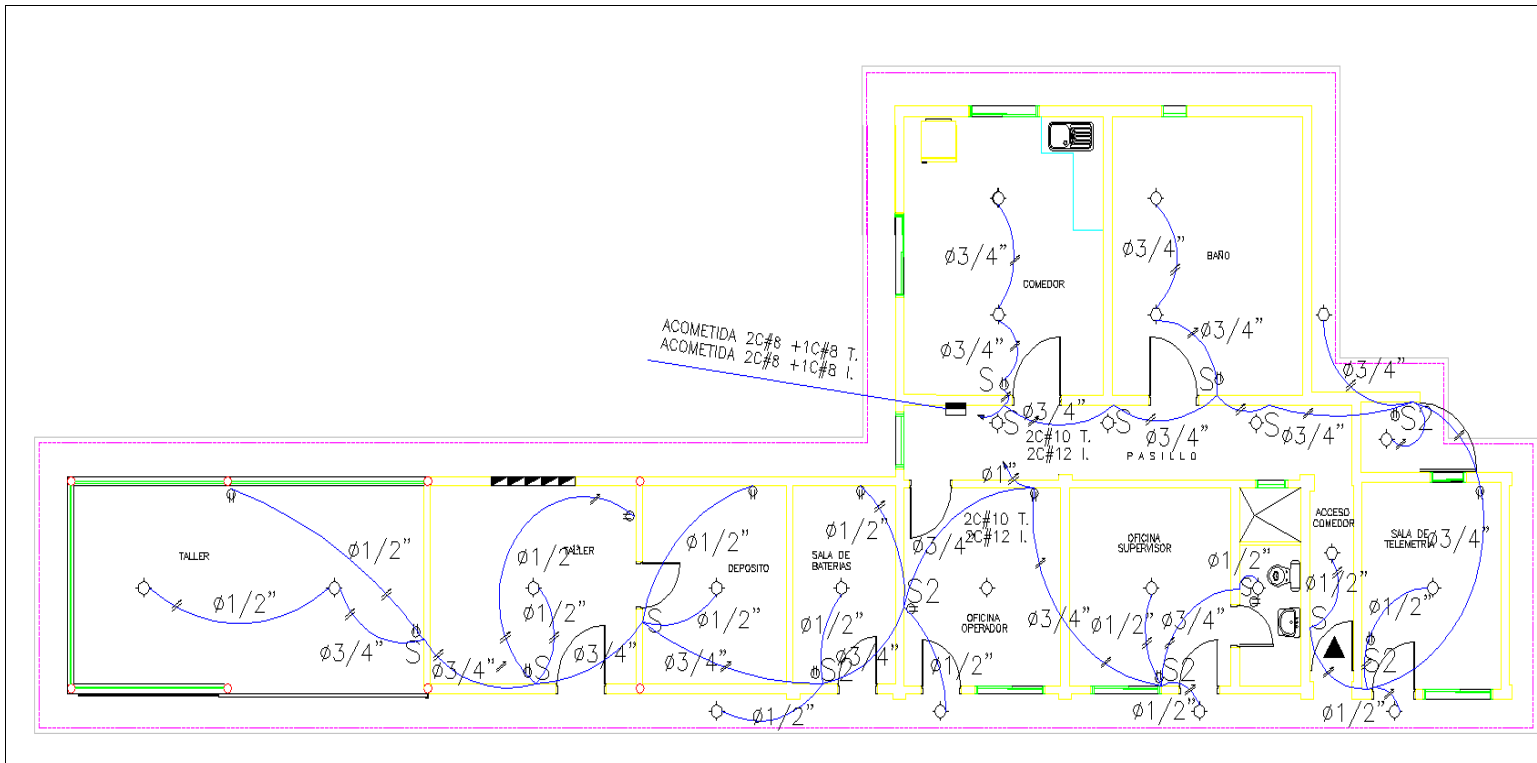 ø3/4”
ø3/4”
BAÑO
COMEDOR
ACOMETIDA 2C#8 +1C#8 T.
ACOMETIDA 2C#8 +1C#8 I.
ø3/4”
ø3/4”
ø3/4”
S
S
ø3/4”
S
S
ø3/4”
S
ø3/4”
S2
2C#10 T.
2C#12 I.
PASILLO
ø1”
2C#10 T.
2C#12 I.
ACCESO
COMEDOR
TALLER
ø1/2”
ø1/2”
TALLER
ø1/2”
DEPOSITO
ø1/2”
SALA DE
BATERIAS
ø3/4”
OFICINA
SUPERVISOR
SALA DE
TELEMETRIA
ø3/4”
ø1/2”
ø1/2”
S
ø1/2”
ø1/2”
ø1/2”
S
ø1/2”
S2
OFICINA
OPERADOR
ø3/4”
ø1/2”
ø3/4”
S
ø1/2”
ø3/4”
S
ø3/4”
S
ø3/4”
ø3/4”
S2
ø3/4”
ø1/2”
S2
S2
ø1/2”
ø1/2”
ø1/2”